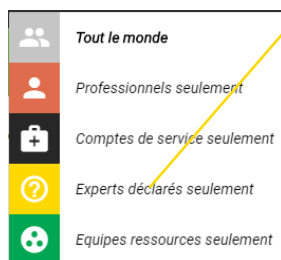 Tout le monde
Professionnels seulement
Comptes de service seulement
Experts déclarés seulement
Equipes ressources seulement